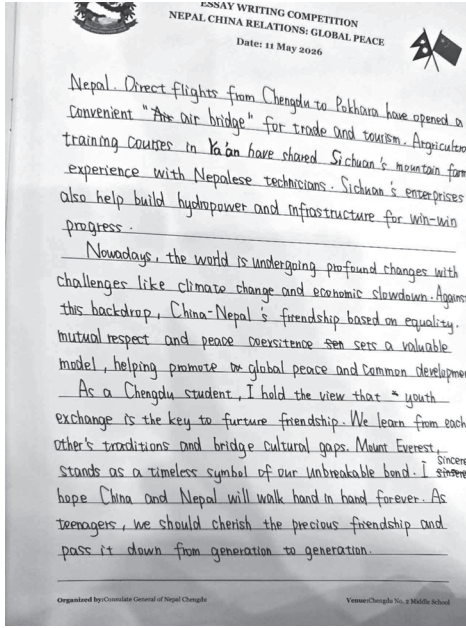 ESSAY WRITING COMPETITION
NEPAL CHINA RELATIONS: GLOBAL PEACE
Date: 11 May 2026
Nepal. Direct flights from Chengdu to Pokhara have opened a
convenient "air bridge" for trade and tourism. Argricultu
training courses in Ya'an have shared Sichuan's mountain farm
experience with Nepalese technicians. Sichuan's enterprises
also help build hydropower and infrastructure for win-win
progress.
Nowadays, the world is undergoing profound changes with
challenges like climate change and economic slowdown. Agains
this backdrop, China-Nepal's friendship based on equality.
mutual respect and peace coexsitence sets a valuable
model, helping promote global peace and common developme
As a Chengdu student, I hold the view that youth
exchange is the key to furture friendship. We learn from each
other's traditions and bridge cultural gaps. Mount Everest,
stands as a timeless symbol of our unbreakable bond. I Sincere
hope China and Nepal will walk hand in hand forever. As
teenagers, we should cherish the precious friendship and
pass it down from generation to generation.
Organized by:Consulate General of Nepal Chengdu
Venue:Chengdu No. 2 Middle School